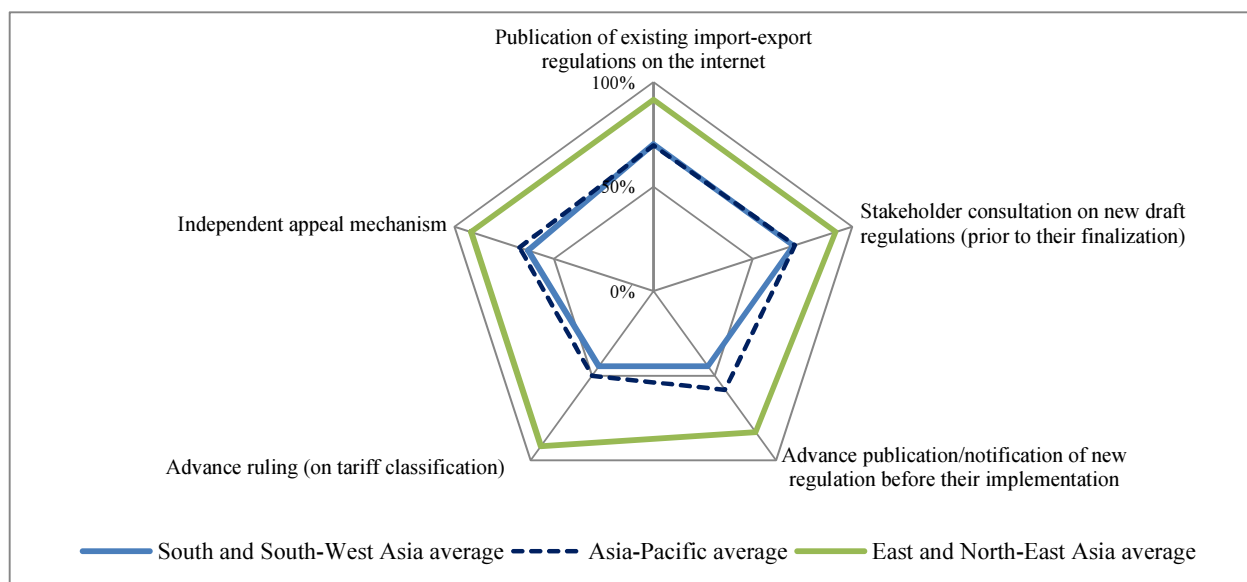 Publication of existing import-export
regulations on the internet
100%
50%
0%
Stakeholder consultation on new draft
regulations (prior to their finalization)
Independent appeal mechanism
Advance ruling (on tariff classification)
Advance publication/notification of new
regulation before their implementation
South and South-West Asia average
Asia-Pacific average
East and North-East Asia average